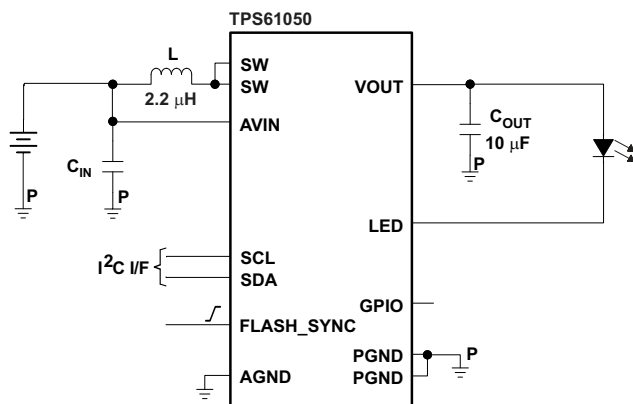 TPS61050
L
2.2 μH
SW
SW
AVIN
C_IN
P
P
I²C I/F
SCL
SDA
FLASH_SYNC
AGND
VOUT
C_OUT
10 μF
P
LED
GPIO
PGND
P
PGND